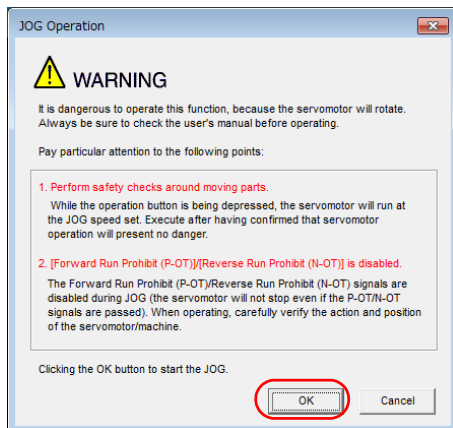 JOG Operation
WARNING
It is dangerous to operate this function, because the servomotor will rotate.
Always be sure to check the user's manual before operating.
Pay particular attention to the following points:
1. Perform safety checks around moving parts.
While the operation button is being depressed, the servomotor will run at
the JOG speed set. Execute after having confirmed that servomotor
operation will present no danger.
2. [Forward Run Prohibit (P-OT)]/[Reverse Run Prohibit (N-OT)] is disabled.
The Forward Run Prohibit (P-OT)/Reverse Run Prohibit (N-OT) signals are
disabled during JOG (the servomotor will not stop even if the P-OT/N-OT
signals are passed). When operating, carefully verify the action and position
of the servomotor/machine.
Clicking the OK button to start the JOG.
OK
Cancel